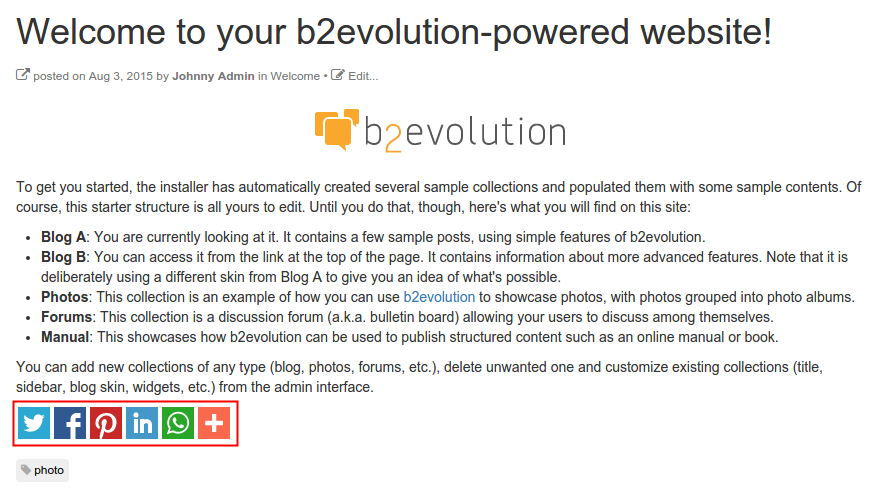 Welcome to your b2evolution-powered website!
posted on Aug 3, 2015 by Johnny Admin in Welcome • Edit...
b2evolution
To get you started, the installer has automatically created several sample collections and populated them with some sample contents. Of
course, this starter structure is all yours to edit. Until you do that, though, here's what you will find on this site:
• Blog A: You are currently looking at it. It contains a few sample posts, using simple features of b2evolution.
• Blog B: You can access it from the link at the top of the page. It contains information about more advanced features. Note that it is
deliberately using a different skin from Blog A to give you an idea of what's possible.
• Photos: This collection is an example of how you can use b2evolution to showcase photos, with photos grouped into photo albums.
• Forums: This collection is a discussion forum (a.k.a. bulletin board) allowing your users to discuss among themselves.
• Manual: This showcases how b2evolution can be used to publish structured content such as an online manual or book.
You can add new collections of any type (blog, photos, forums, etc.), delete unwanted one and customize existing collections (title,
sidebar, blog skin, widgets, etc.) from the admin interface.
in
photo